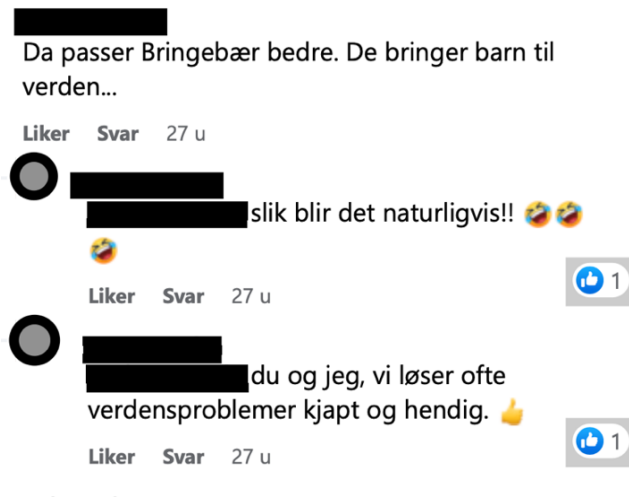 Da passer Bringebær bedre. De bringer barn til
verden...
Liker Svar 27 u
slik blir det naturligvis!! 🤣🤣
🤣
Liker Svar 27 u
1
du og jeg, vi løser ofte
verdensproblemer kjapt og hendig. 👍
Liker Svar 27 u
1